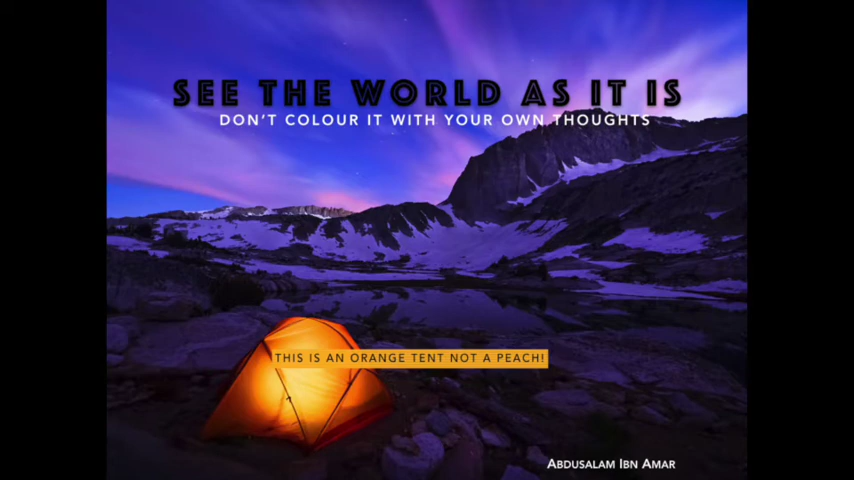 SEE THE WORLD AS IT IS
DON'T COLOUR IT WITH YOUR OWN THOUGHTS
THIS IS AN ORANGE TENT NOT A PEACH!
ABDUSALAM IBN AMAR